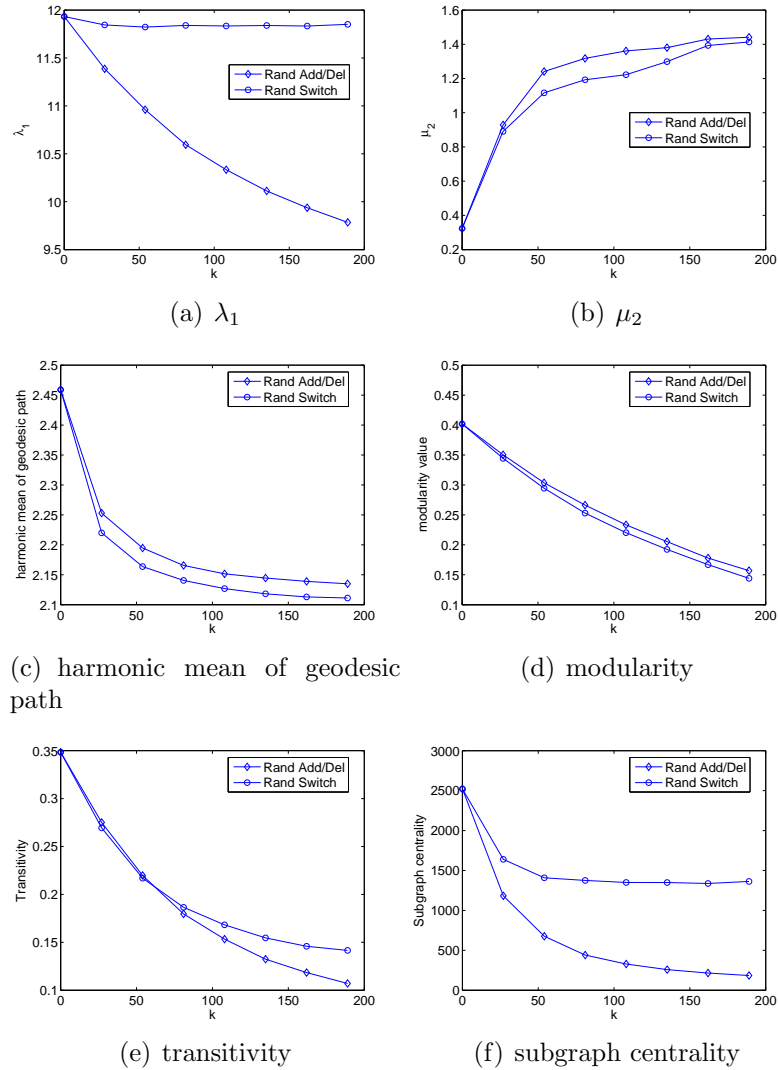 12
11.5
11
10.5
10
9.5
λ1
0
50
100
150
200
k
Rand Add/Del
Rand Switch
(a) λ1
1.6
1.4
1.2
1
0.8
0.6
0.4
0.2
μ2
0
50
100
150
200
k
Rand Add/Del
Rand Switch
(b) μ2
2.5
2.45
2.4
2.35
2.3
2.25
2.2
2.15
2.1
harmonic mean of geodesic path
0
50
100
150
200
k
Rand Add/Del
Rand Switch
(c) harmonic mean of geodesic
path
0.5
0.45
0.4
0.35
0.3
0.25
0.2
0.15
0.1
modularity value
0
50
100
150
200
k
Rand Add/Del
Rand Switch
(d) modularity
0.35
0.3
0.25
0.2
0.15
0.1
Transitivity
0
50
100
150
200
k
Rand Add/Del
Rand Switch
(e) transitivity
3000
2500
2000
1500
1000
500
0
Subgraph centrality
0
50
100
150
200
k
Rand Add/Del
Rand Switch
(f) subgraph centrality